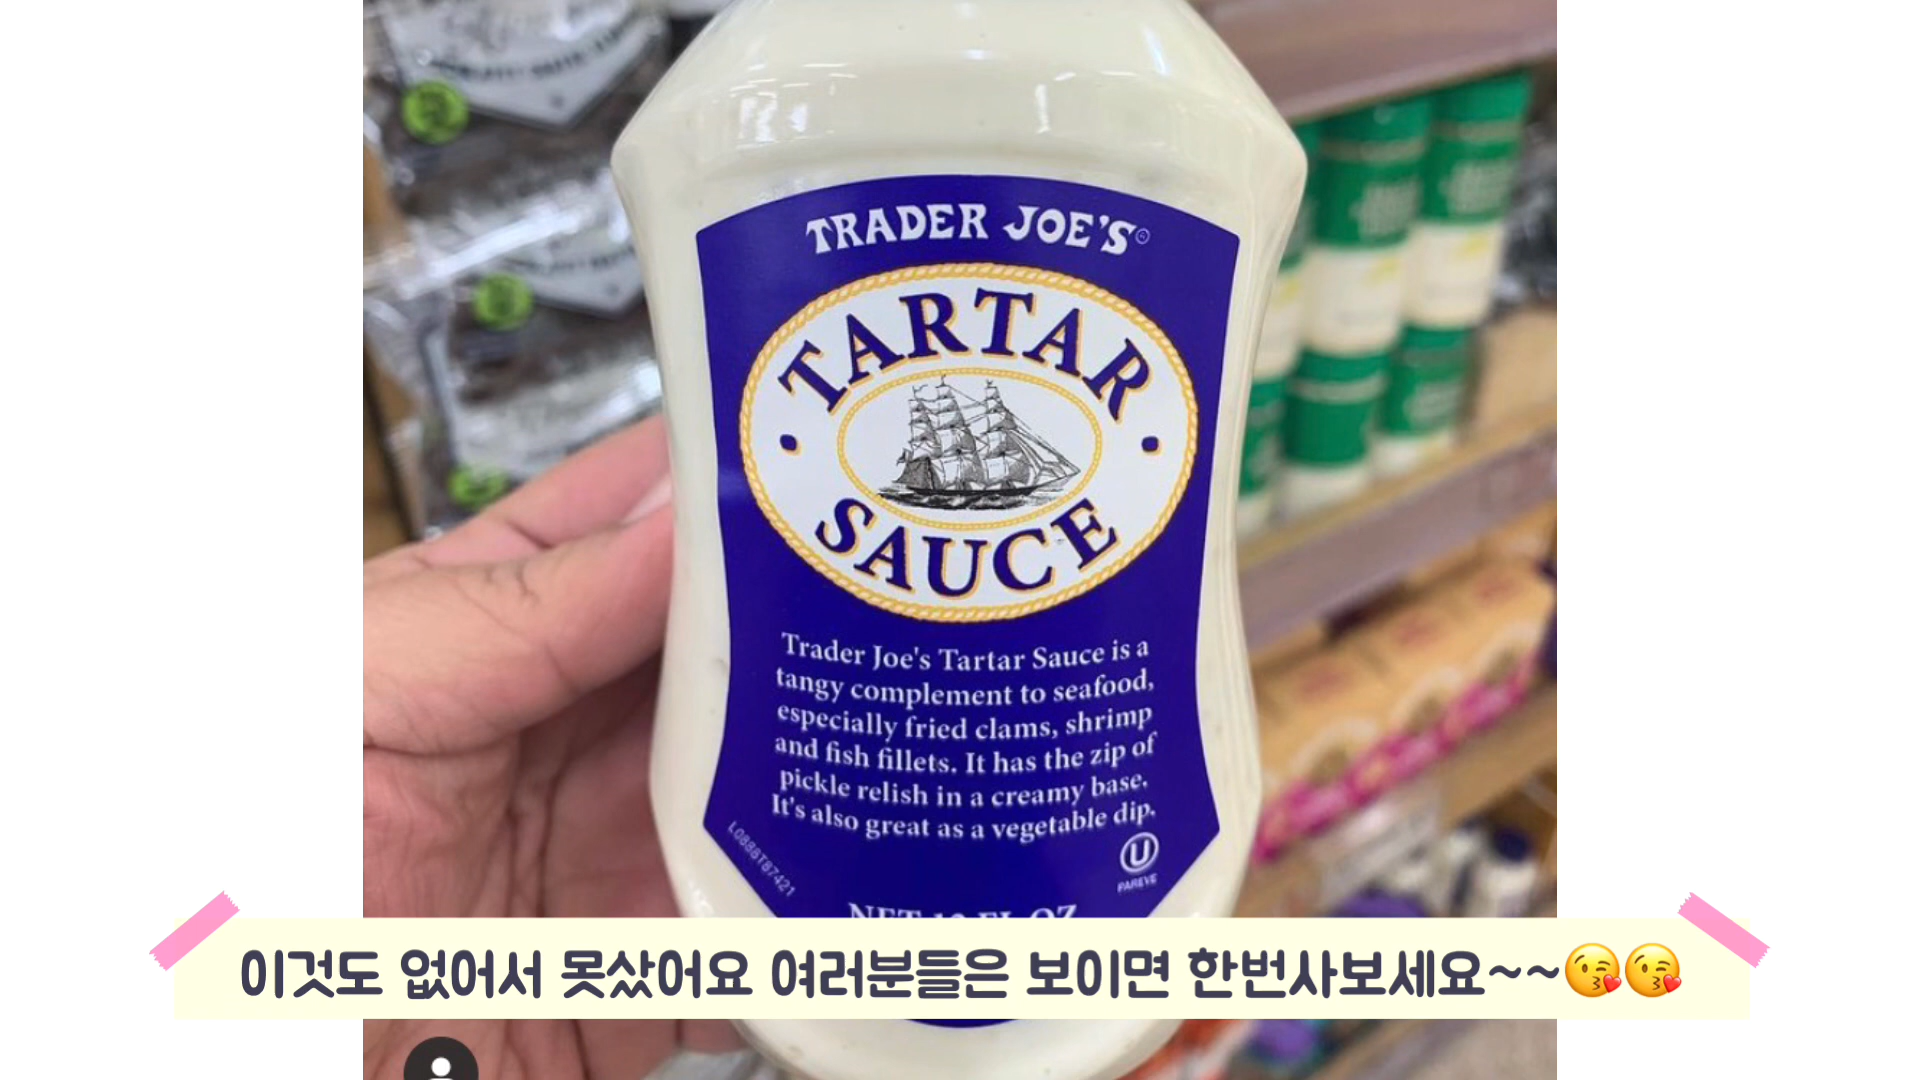 TRADER JOE'S®
TARTAR
SAUCE
Trader Joe's Tartar Sauce is a
tangy complement to seafood,
especially fried clams, shrimp
and fish fillets. It has the zip of
pickle relish in a creamy base.
It's also great as a vegetable dip.
L0888T87421
U
PAREVE
이것도 없어서 못샀어요 여러분들은 보이면 한번사보세요~~😘😘